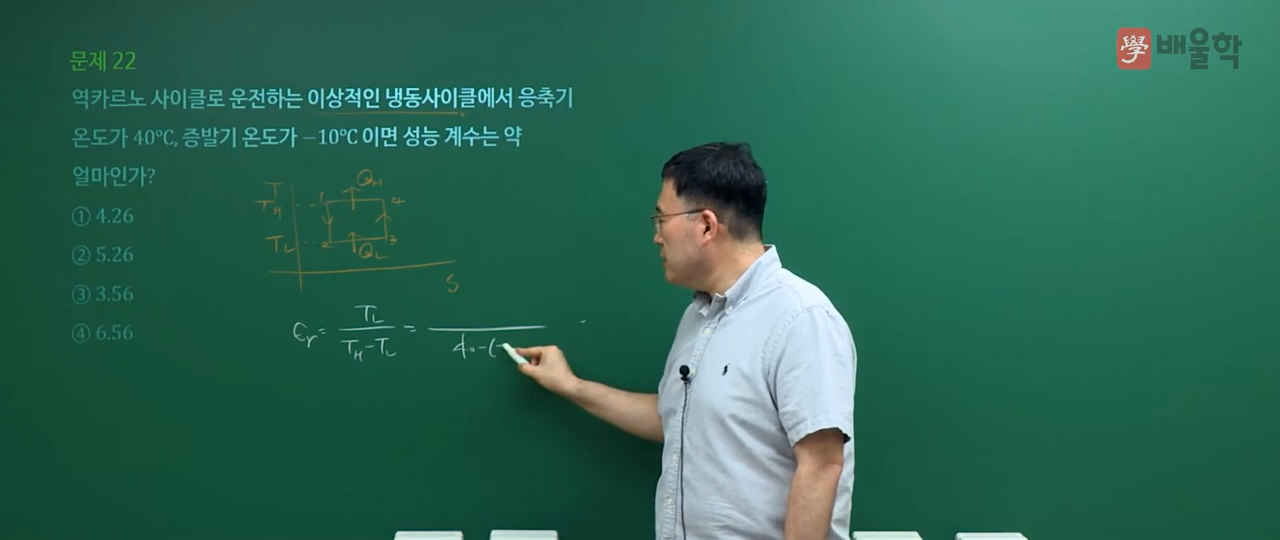 學 배울학
문제 22
역카르노 사이클로 운전하는 이상적인 냉동사이클에서 응축기
온도가 40℃, 증발기 온도가 −10℃ 이면 성능 계수는 약
얼마인가?
① 4.26
② 5.26
③ 3.56
④ 6.56
T
Q_H
T_H 1 4
T_L 2 3
Q_L
S
ϵ_r = T_L / (T_H − T_L) =
40−(−